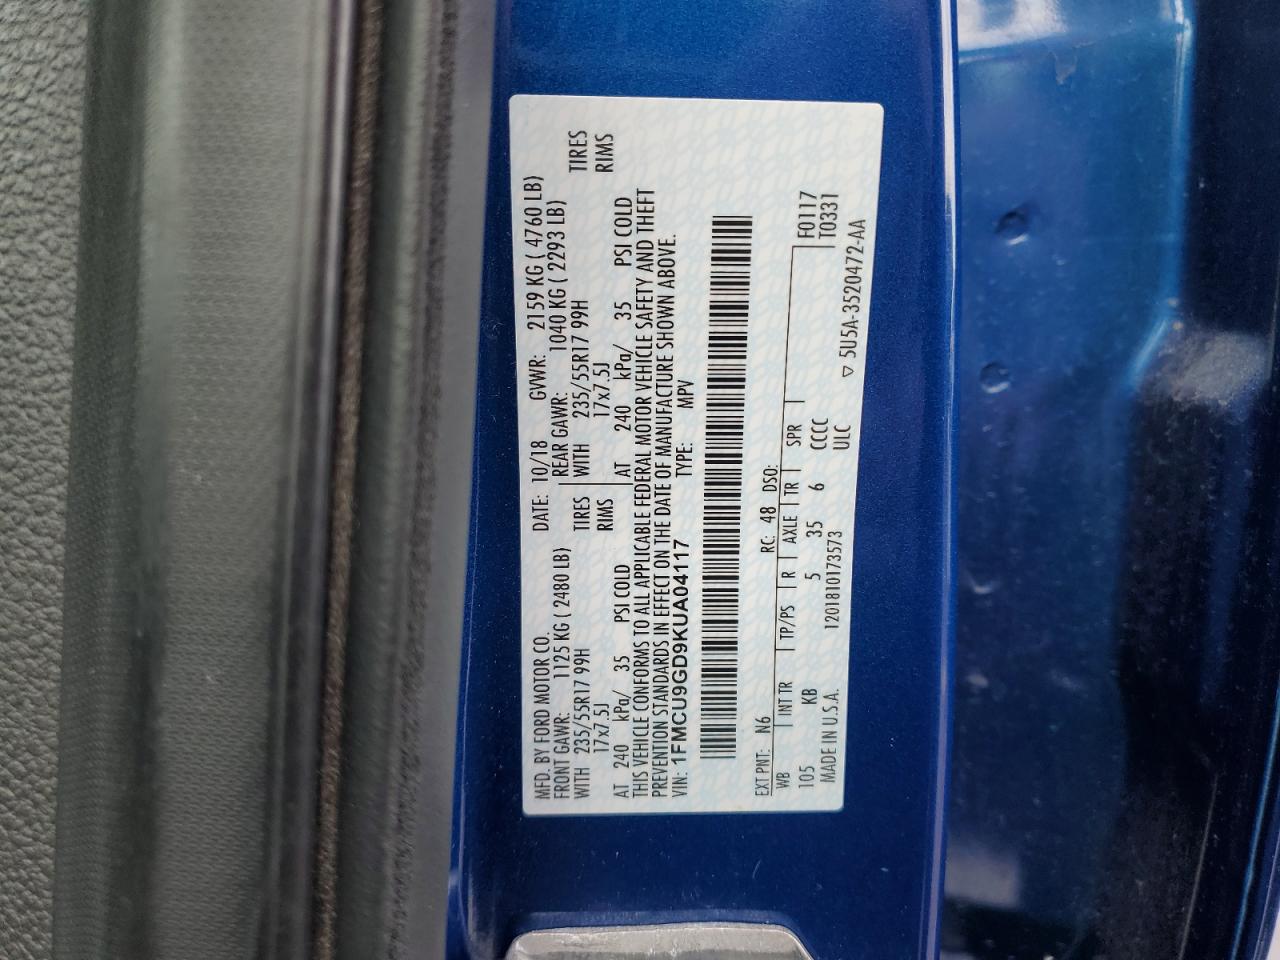 MFD. BY FORD MOTOR CO. DATE: 10/18 GVWR: 2159 KG ( 4760 LB)
FRONT GAWR: 1125 KG ( 2480 LB) REAR GAWR: 1040 KG ( 2293 LB)
WITH 235/55R17 99H TIRES WITH 235/55R17 99H TIRES
17x7.5J RIMS 17x7.5J RIMS
AT 240 kPa/ 35 PSI COLD AT 240 kPa/ 35 PSI COLD
THIS VEHICLE CONFORMS TO ALL APPLICABLE FEDERAL MOTOR VEHICLE SAFETY AND THEFT
PREVENTION STANDARDS IN EFFECT ON THE DATE OF MANUFACTURE SHOWN ABOVE.
VIN: 1FMCU9GD9KUA04117 TYPE: MPV
EXT PNT: N6 RC: 48 DSO: F0117
WB INT TR TP/PS R AXLE TR SPR T0331
105 KB 5 35 6 CCCC
MADE IN U.S.A. 1201810173573 ULC
▽ 5U5A-3520472-AA